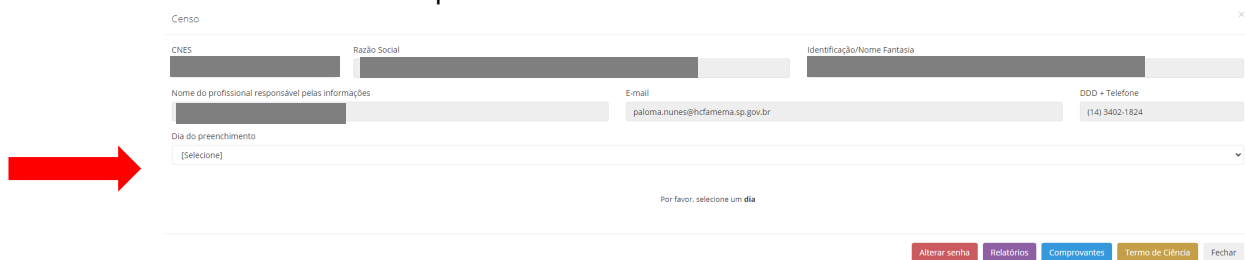 Censo ×
CNES Razão Social Identificação/Nome Fantasia
Nome do profissional responsável pelas informações E-mail DDD + Telefone
paloma.nunes@hcfamema.sp.gov.br (14) 3402-1824
Dia do preenchimento
[Selecione]
Por favor, selecione um dia
Alterar senha Relatórios Comprovantes Termo de Ciência Fechar